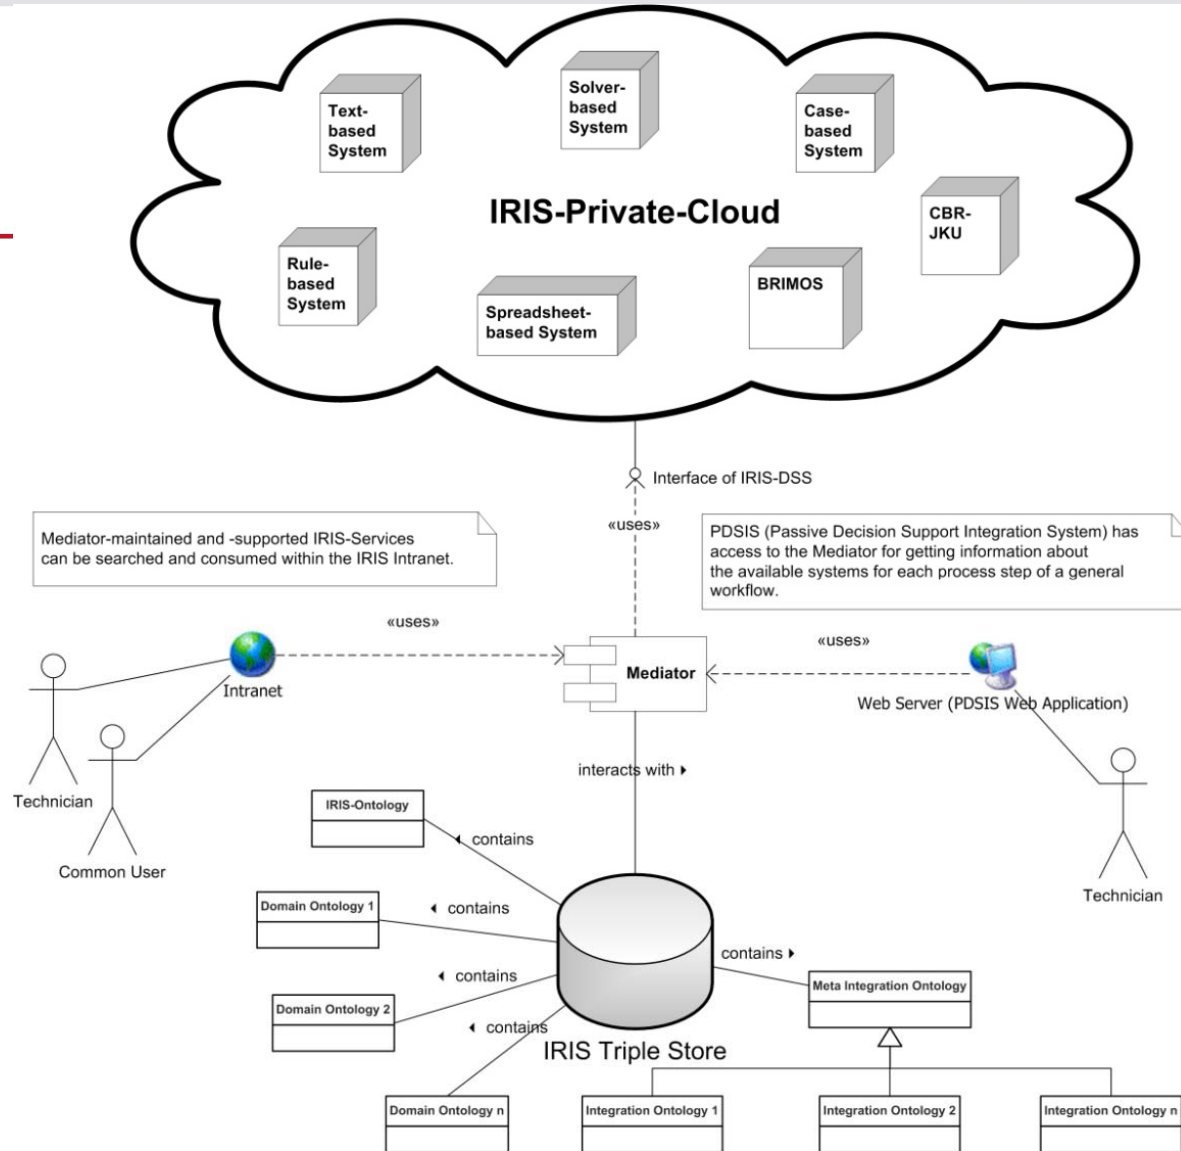 Text-
based
System
Solver-
based
System
Case-
based
System
IRIS-Private-Cloud
CBR-
JKU
Rule-
based
System
Spreadsheet-
based System
BRIMOS
Interface of IRIS-DSS
«uses»
Mediator-maintained and -supported IRIS-Services
can be searched and consumed within the IRIS Intranet.
PDSIS (Passive Decision Support Integration System) has
access to the Mediator for getting information about
the available systems for each process step of a general
workflow.
«uses»
«uses»
Intranet
Mediator
Web Server (PDSIS Web Application)
Technician
Common User
interacts with
Technician
IRIS-Ontology
contains
Domain Ontology 1
contains
contains
Domain Ontology 2
contains
contains
Meta Integration Ontology
IRIS Triple Store
Domain Ontology n
Integration Ontology 1
Integration Ontology 2
Integration Ontology n